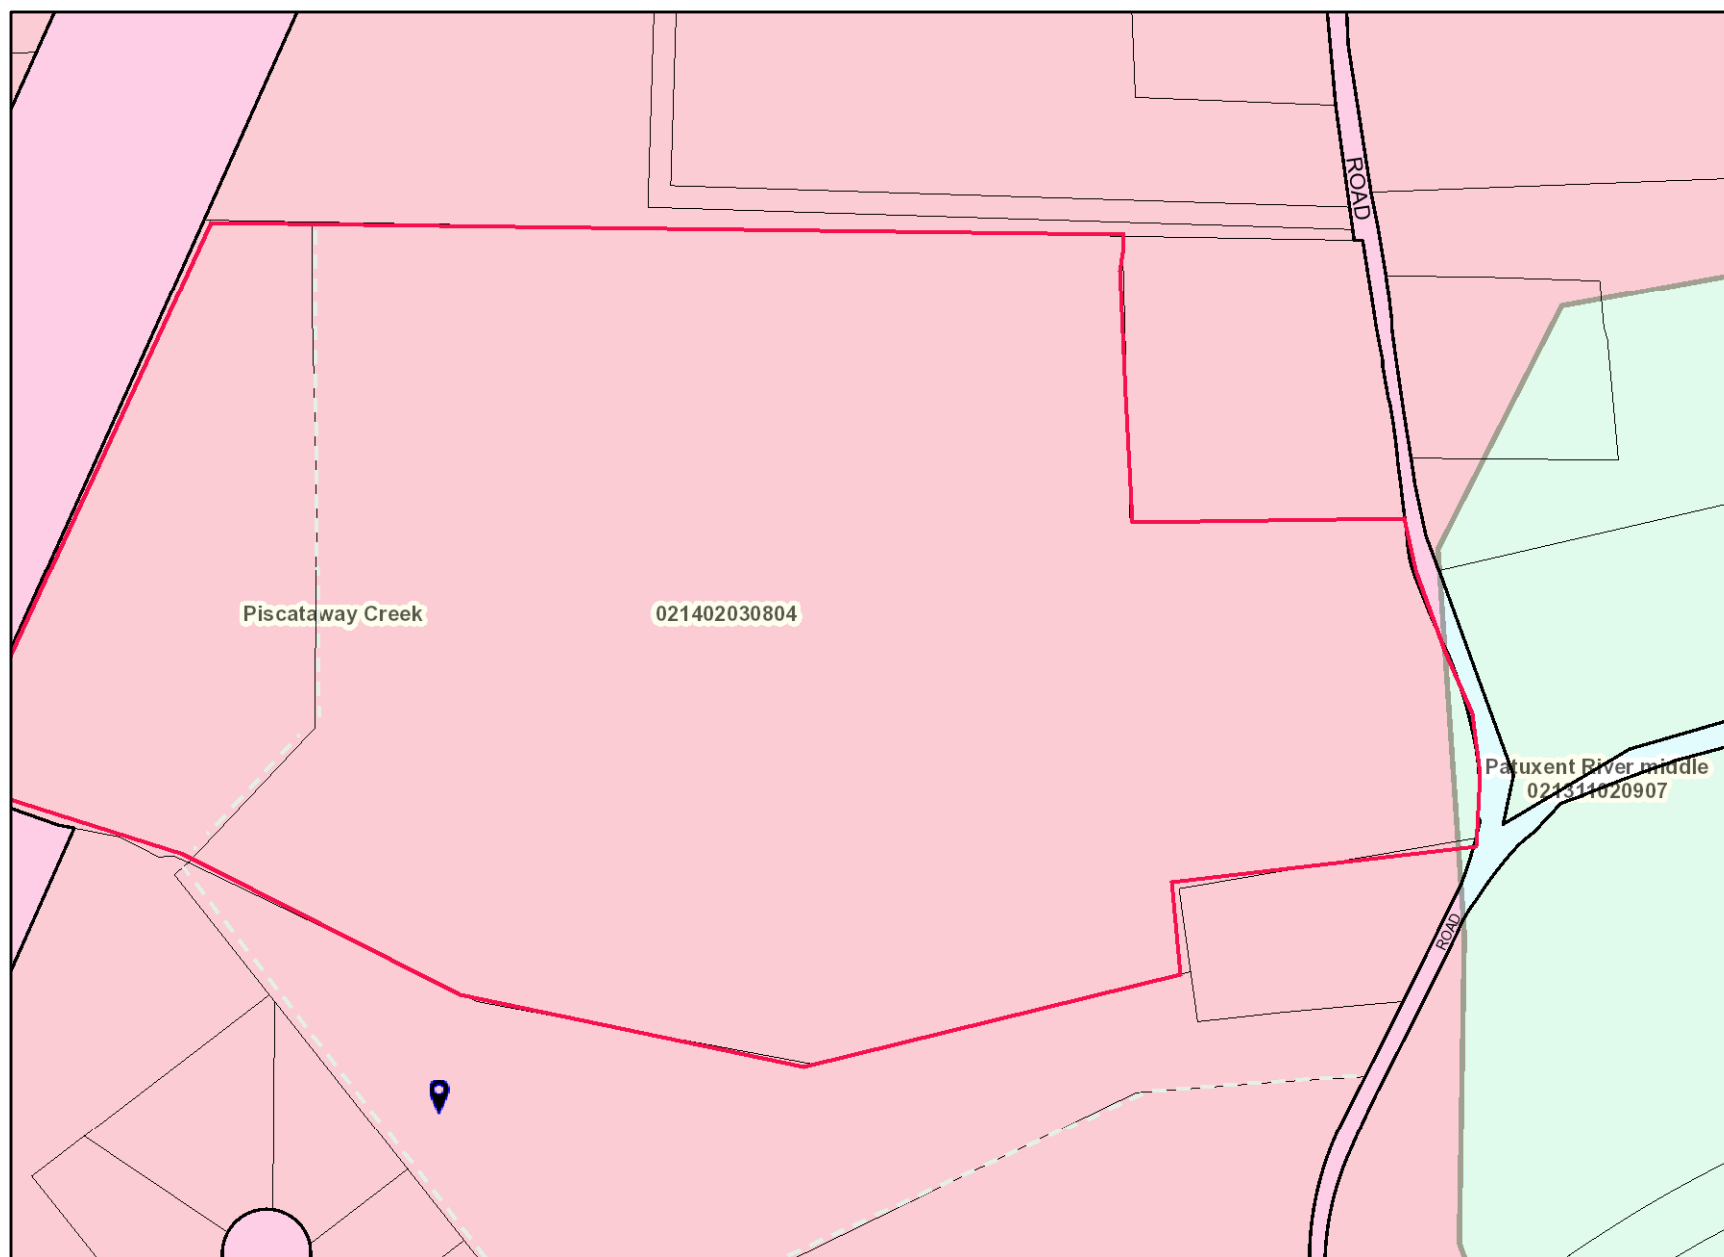 ROAD
Piscataway Creek
021402030804
Patuxent River middle
021311020907
ROAD